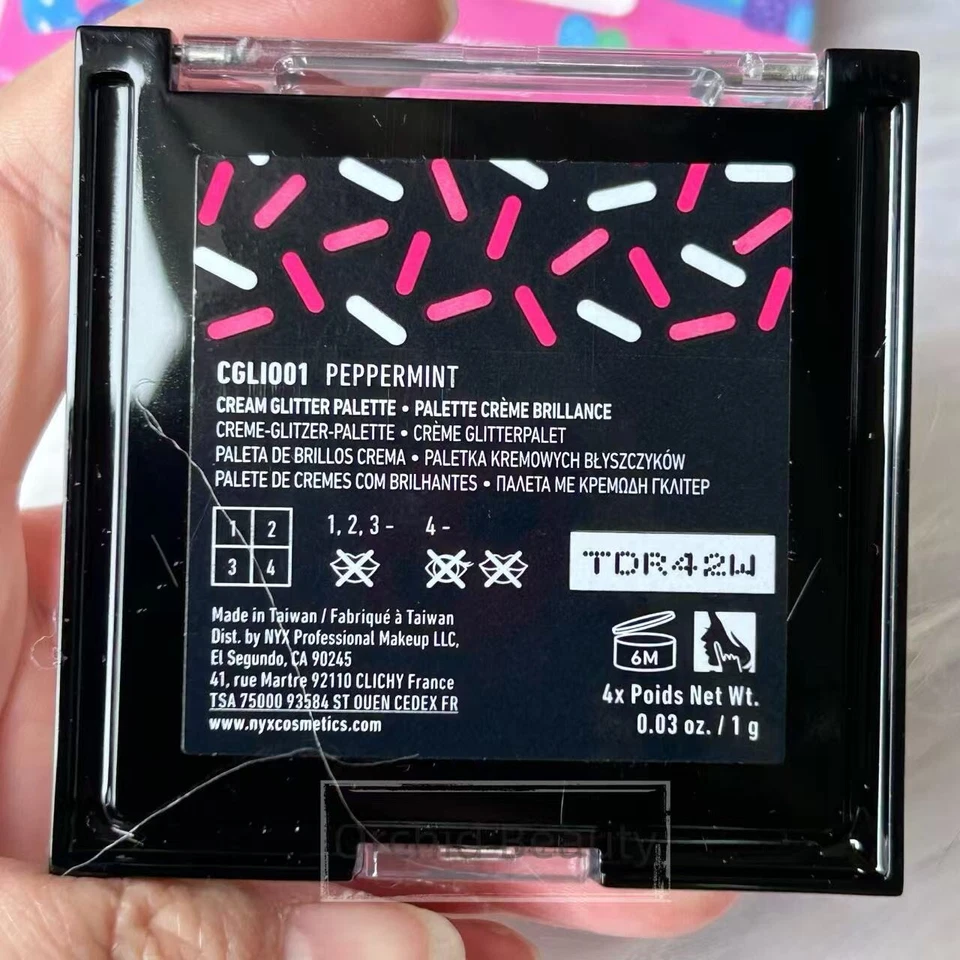 CGLI001 PEPPERMINT
CREAM GLITTER PALETTE • PALETTE CRÈME BRILLANCE
CREME-GLITZER-PALETTE • CRÈME GLITTERPALET
PALETA DE BRILLOS CREMA • PALETKA KREMOWYCH BŁYSZCZYKÓW
PALETE DE CREMES COM BRILHANTES • ΠΑΛΕΤΑ ΜΕ ΚΡΕΜΩΔΗ ΓΚΛΙΤΕΡ
1 2
3 4
1, 2, 3 - 4 -
TDR42W
Made in Taiwan / Fabriqué à Taiwan
Dist. by NYX Professional Makeup LLC,
El Segundo, CA 90245
41, rue Martre 92110 CLICHY France
TSA 75000 93584 ST OUEN CEDEX FR
www.nyxcosmetics.com
6M
4x Poids Net Wt.
0.03 oz. / 1 g
Orchid Beauty